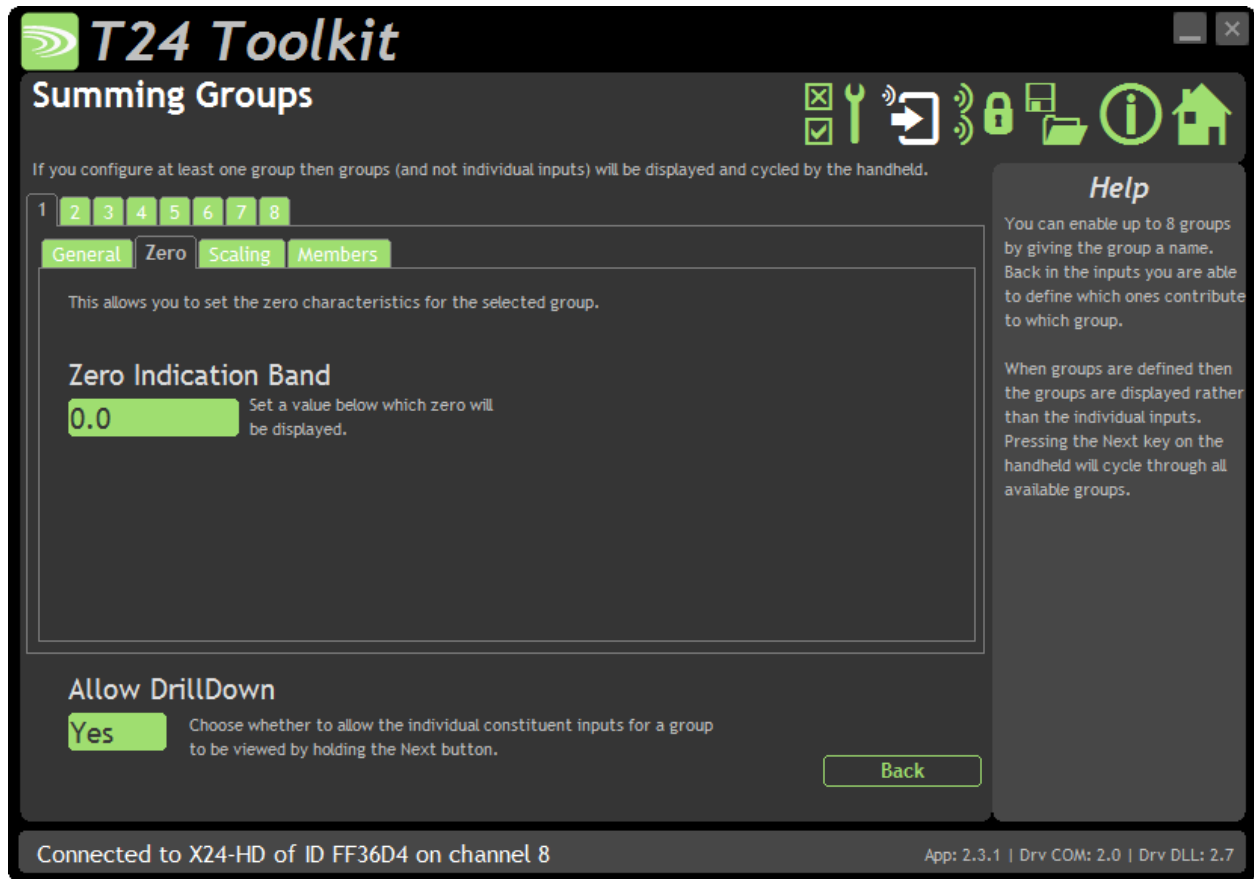 T24 Toolkit
Summing Groups
If you configure at least one group then groups (and not individual inputs) will be displayed and cycled by the handheld.
1 2 3 4 5 6 7 8
General Zero Scaling Members
This allows you to set the zero characteristics for the selected group.
Zero Indication Band
0.0
Set a value below which zero will
be displayed.
Allow DrillDown
Yes
Choose whether to allow the individual constituent inputs for a group
to be viewed by holding the Next button.
Back
Help
You can enable up to 8 groups
by giving the group a name.
Back in the inputs you are able
to define which ones contribute
to which group.
When groups are defined then
the groups are displayed rather
than the individual inputs.
Pressing the Next key on the
handheld will cycle through all
available groups.
Connected to X24-HD of ID FF36D4 on channel 8
App: 2.3.1 | Drv COM: 2.0 | Drv DLL: 2.7